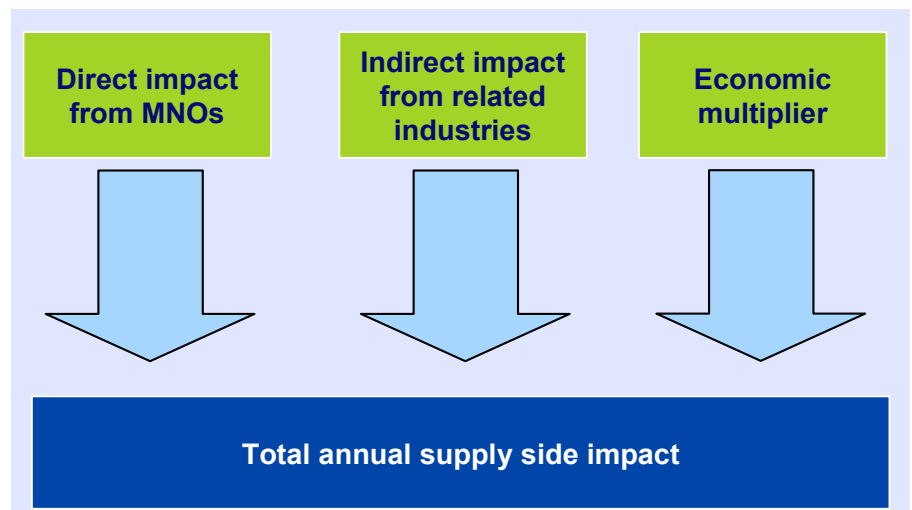 Direct impact
from MNOs
Indirect impact
from related
industries
Economic
multiplier
Total annual supply side impact